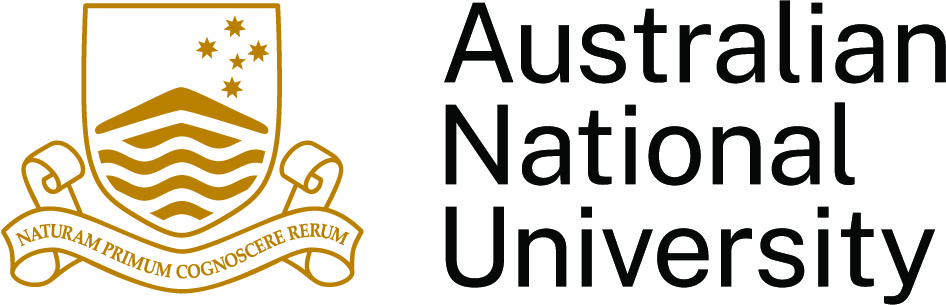 NATURAM PRIMUM COGNOSCERE RERUM
Australian
National
University